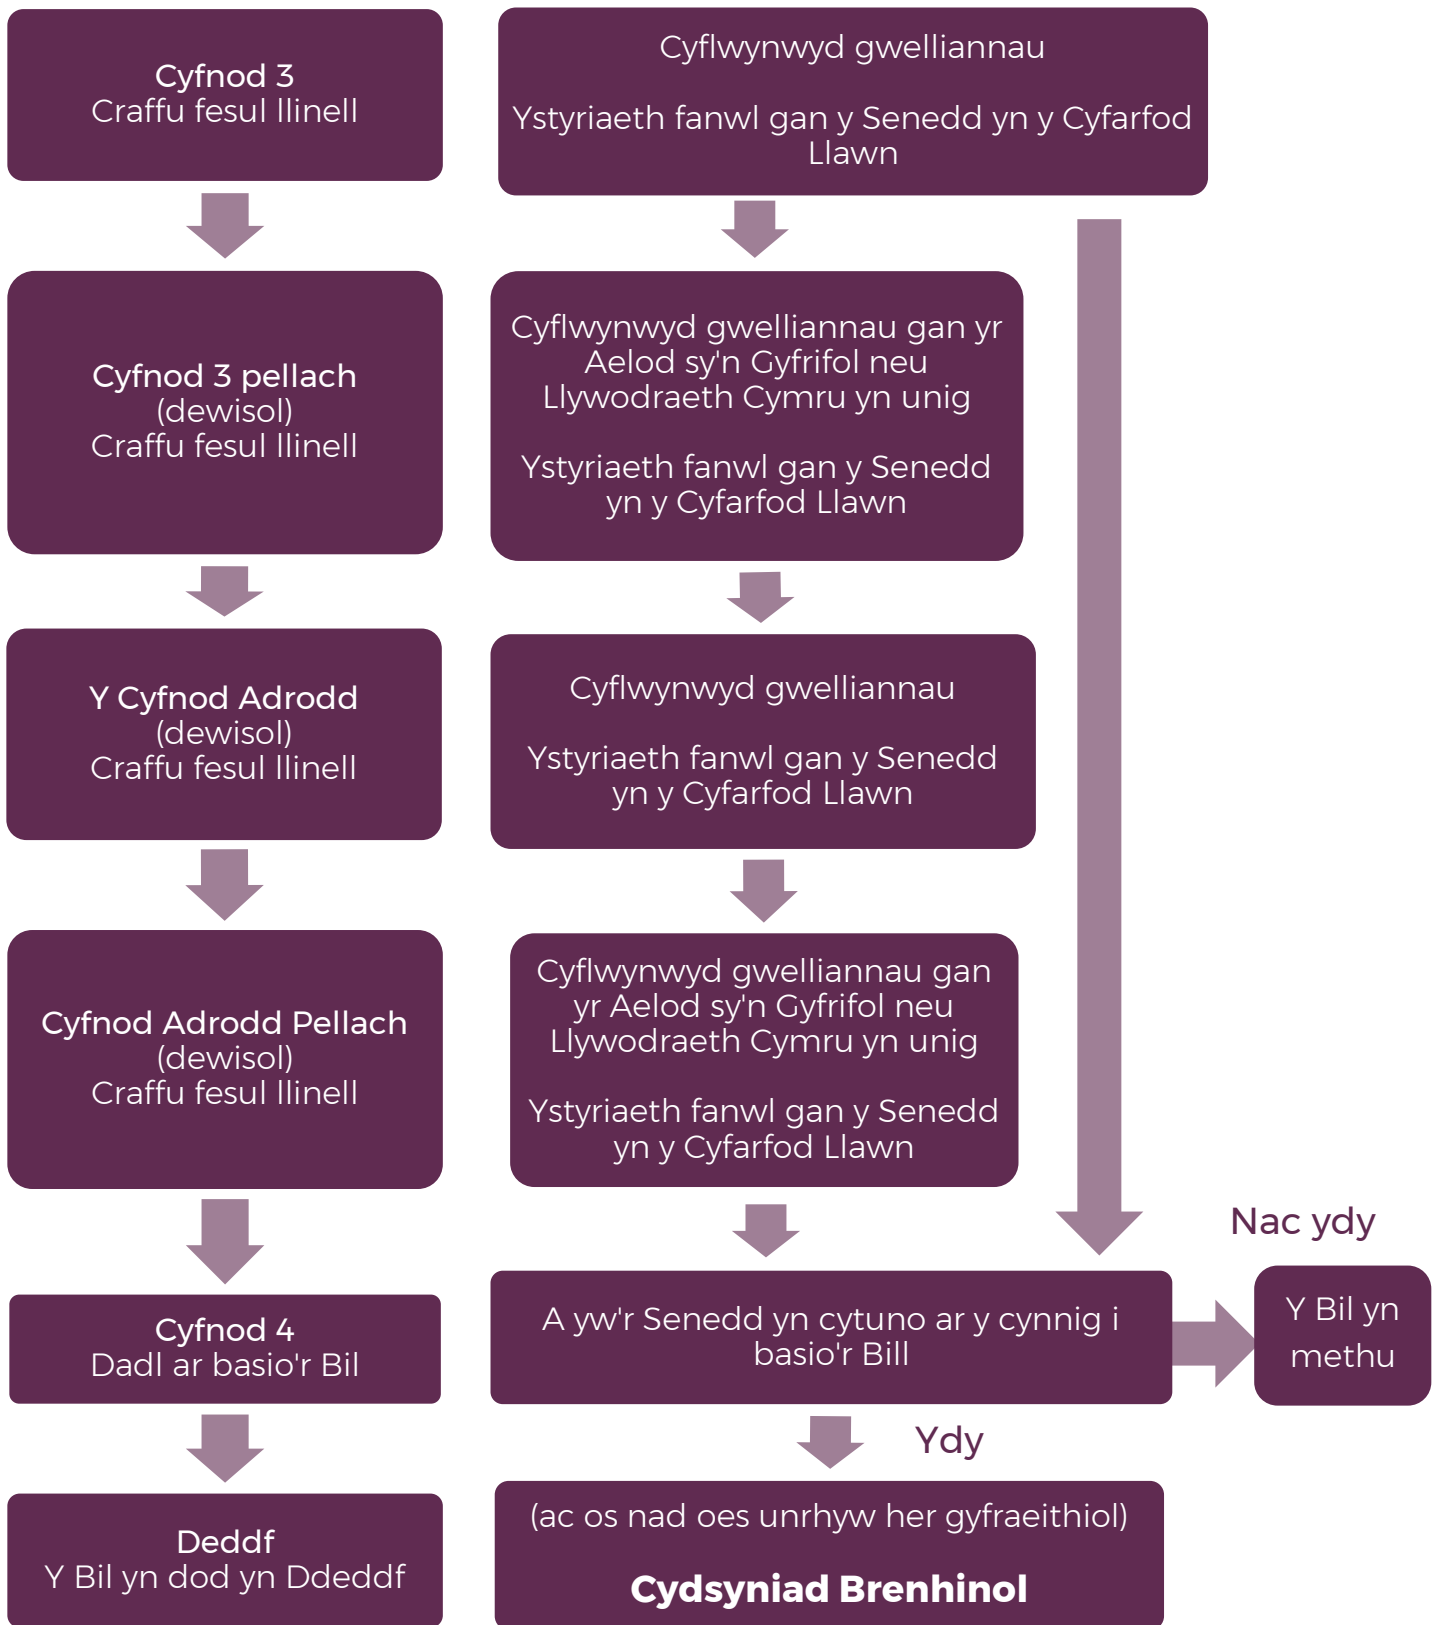 Cyfnod 3
Craffu fesul llinell
Cyflwynwyd gwelliannau
Ystyriaeth fanwl gan y Senedd yn y Cyfarfod
Llawn
Cyfnod 3 pellach
(dewisol)
Craffu fesul llinell
Cyflwynwyd gwelliannau gan yr
Aelod sy'n Gyfrifol neu
Llywodraeth Cymru yn unig
Ystyriaeth fanwl gan y Senedd
yn y Cyfarfod Llawn
Y Cyfnod Adrodd
(dewisol)
Craffu fesul llinell
Cyflwynwyd gwelliannau
Ystyriaeth fanwl gan y Senedd
yn y Cyfarfod Llawn
Cyfnod Adrodd Pellach
(dewisol)
Craffu fesul llinell
Cyflwynwyd gwelliannau gan
yr Aelod sy'n Gyfrifol neu
Llywodraeth Cymru yn unig
Ystyriaeth fanwl gan y Senedd
yn y Cyfarfod Llawn
Cyfnod 4
Dadl ar basio'r Bil
A yw'r Senedd yn cytuno ar y cynnig i
basio'r Bill
Nac ydy
Y Bil yn
methu
Ydy
Deddf
Y Bil yn dod yn Ddeddf
(ac os nad oes unrhyw her gyfraeithiol)
Cydsyniad Brenhinol